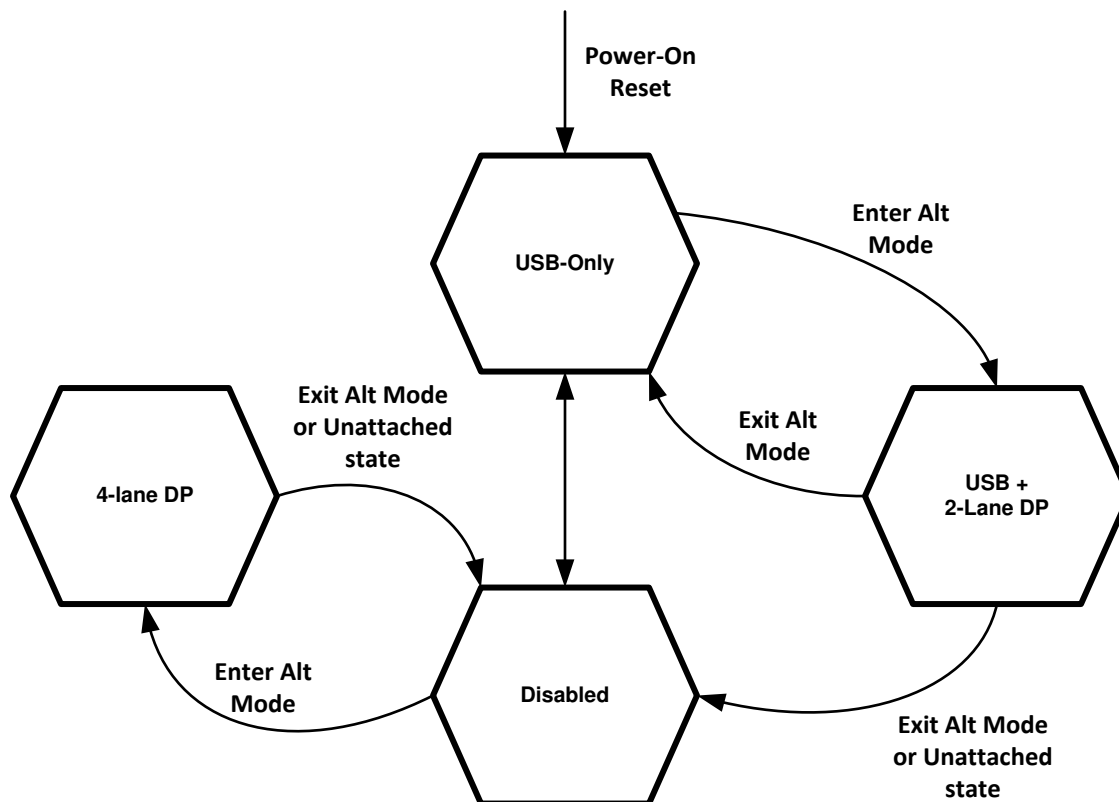 Power-On
Reset
USB-Only
Enter Alt
Mode
Exit Alt Mode
or Unattached
state
Exit Alt
Mode
4-lane DP
USB +
2-Lane DP
Enter Alt
Mode
Disabled
Exit Alt Mode
or Unattached
state